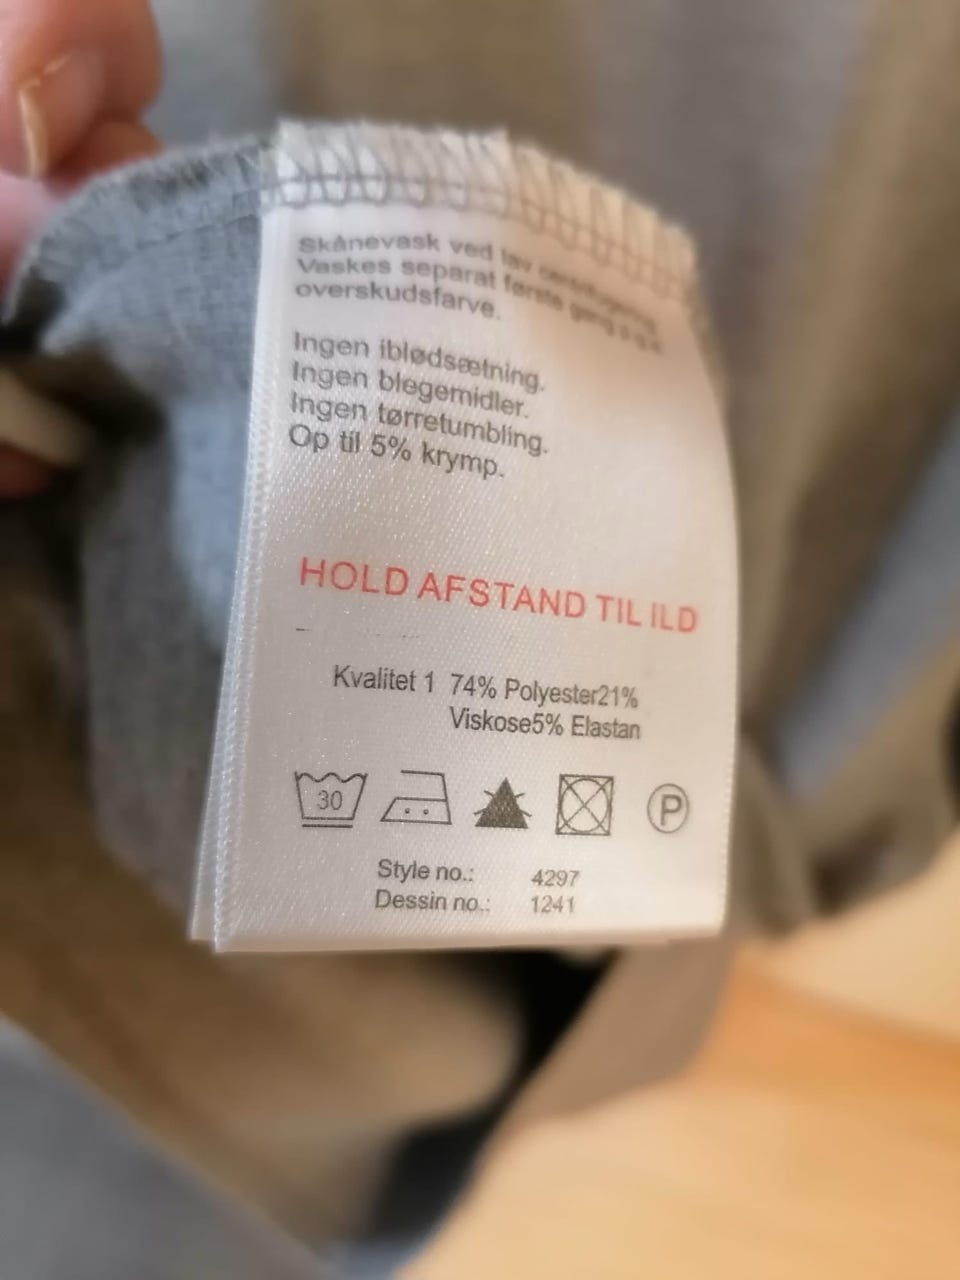 Skånevask ved lav centrifugering.
Vaskes separat første gang p.g.a.
overskudsfarve.
Ingen iblødsætning.
Ingen blegemidler.
Ingen tørretumbling.
Op til 5% krymp.
HOLD AFSTAND TIL ILD
Kvalitet 1 74% Polyester21%
Viskose5% Elastan
30 P
Style no.: 4297
Dessin no.: 1241